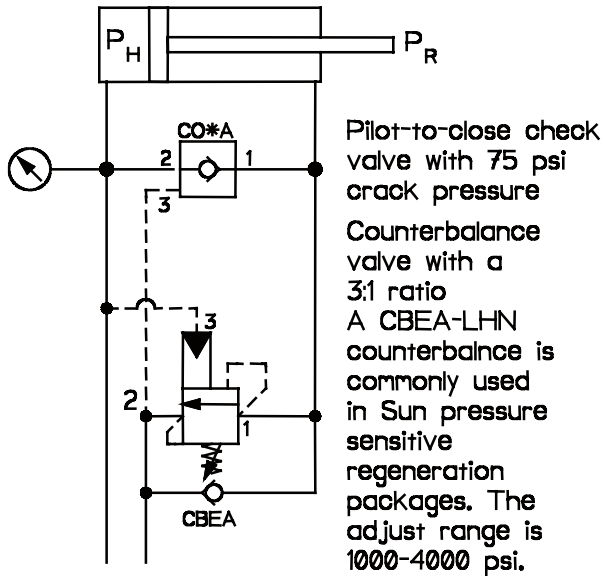 PH
PR
CO*A
2
1
3
3
2
1
CBEA
Pilot-to-close check
valve with 75 psi
crack pressure
Counterbalance
valve with a
3:1 ratio
A CBEA-LHN
counterbalnce is
commonly used
in Sun pressure
sensitive
regeneration
packages. The
adjust range is
1000-4000 psi.